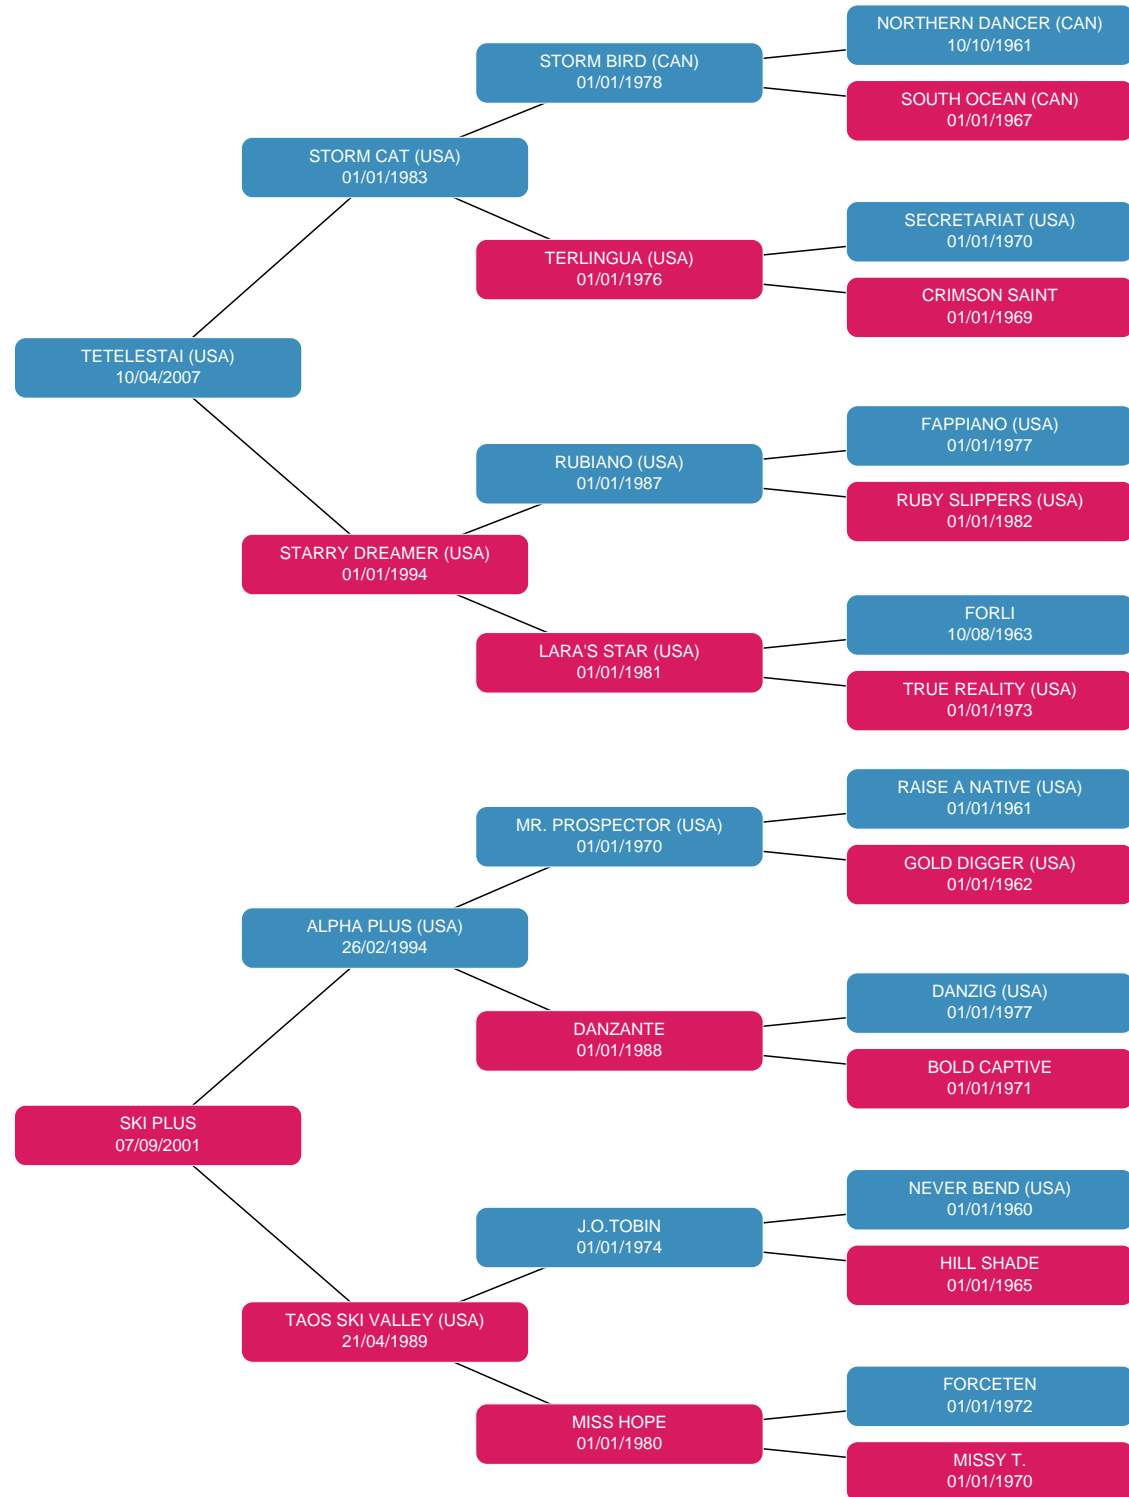 NORTHERN DANCER (CAN)
10/10/1961
STORM BIRD (CAN)
01/01/1978
SOUTH OCEAN (CAN)
01/01/1967
STORM CAT (USA)
01/01/1983
SECRETARIAT (USA)
01/01/1970
TERLINGUA (USA)
01/01/1976
CRIMSON SAINT
01/01/1969
TETELESTAI (USA)
10/04/2007
FAPPIANO (USA)
01/01/1977
RUBIANO (USA)
01/01/1987
RUBY SLIPPERS (USA)
01/01/1982
STARRY DREAMER (USA)
01/01/1994
FORLI
10/08/1963
LARA'S STAR (USA)
01/01/1981
TRUE REALITY (USA)
01/01/1973
RAISE A NATIVE (USA)
01/01/1961
MR. PROSPECTOR (USA)
01/01/1970
GOLD DIGGER (USA)
01/01/1962
ALPHA PLUS (USA)
26/02/1994
DANZIG (USA)
01/01/1977
DANZANTE
01/01/1988
BOLD CAPTIVE
01/01/1971
SKI PLUS
07/09/2001
NEVER BEND (USA)
01/01/1960
J.O.TOBIN
01/01/1974
HILL SHADE
01/01/1965
TAOS SKI VALLEY (USA)
21/04/1989
FORCETEN
01/01/1972
MISS HOPE
01/01/1980
MISSY T.
01/01/1970